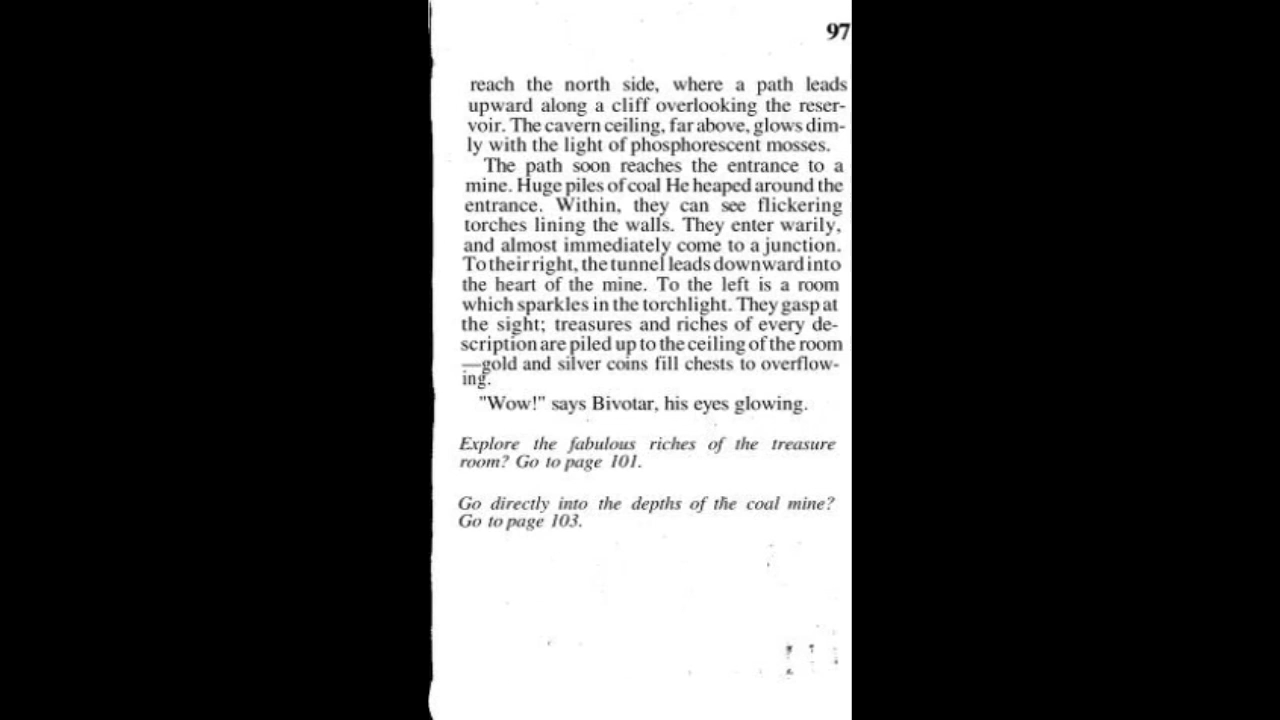 97
reach the north side, where a path leads
upward along a cliff overlooking the reser-
voir. The cavern ceiling, far above, glows dim-
ly with the light of phosphorescent mosses.
The path soon reaches the entrance to a
mine. Huge piles of coal He heaped around the
entrance. Within, they can see flickering
torches lining the walls. They enter warily,
and almost immediately come to a junction.
To their right, the tunnel leads downward into
the heart of the mine. To the left is a room
which sparkles in the torchlight. They gasp at
the sight; treasures and riches of every de-
scription are piled up to the ceiling of the room
—gold and silver coins fill chests to overflow-
ing.
"Wow!" says Bivotar, his eyes glowing.
Explore the fabulous riches of the treasure
room? Go to page 101.
Go directly into the depths of the coal mine?
Go to page 103.